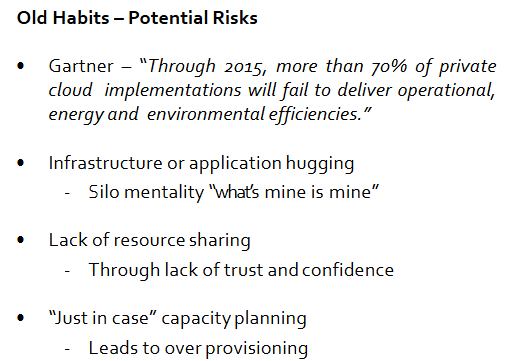 Old Habits – Potential Risks
• Gartner – “Through 2015, more than 70% of private
cloud implementations will fail to deliver operational,
energy and environmental efficiencies.”
• Infrastructure or application hugging
- Silo mentality “what’s mine is mine”
• Lack of resource sharing
- Through lack of trust and confidence
• “Just in case” capacity planning
- Leads to over provisioning